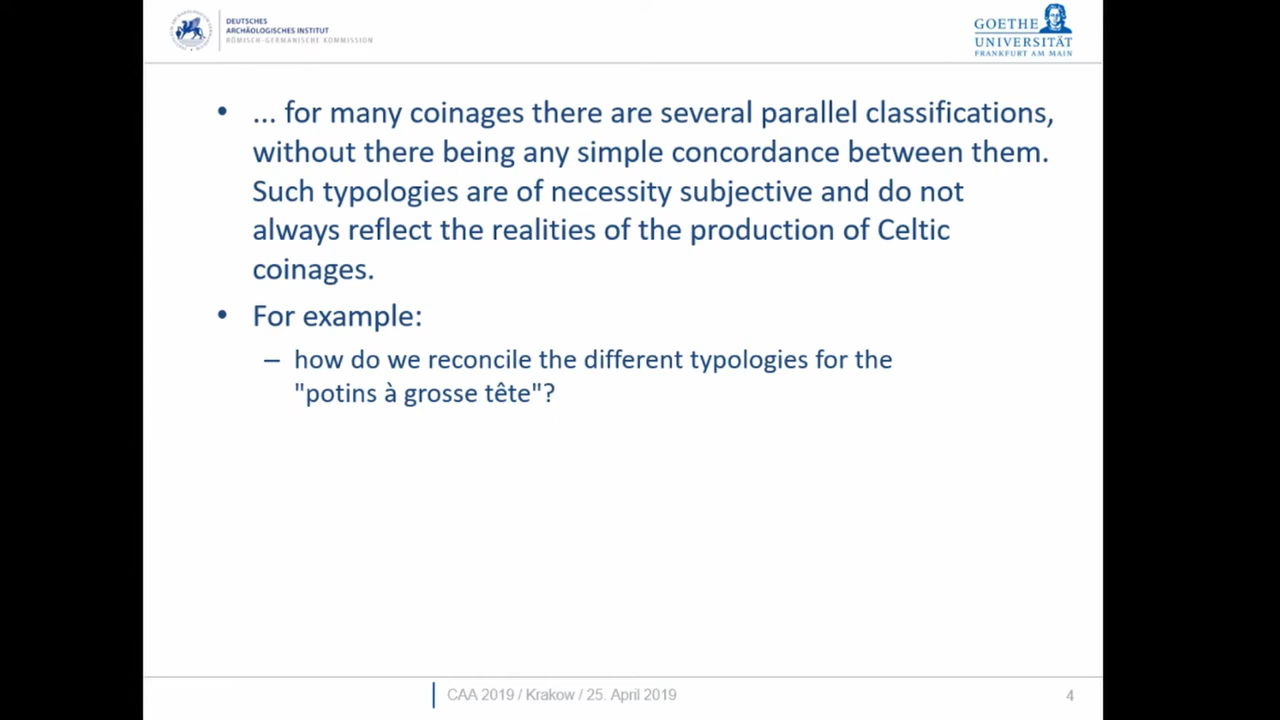 DEUTSCHES
ARCHÄOLOGISCHES INSTITUT
RÖMISCH-GERMANISCHE KOMMISSION
GOETHE
UNIVERSITÄT
FRANKFURT AM MAIN
• ... for many coinages there are several parallel classifications,
without there being any simple concordance between them.
Such typologies are of necessity subjective and do not
always reflect the realities of the production of Celtic
coinages.
• For example:
– how do we reconcile the different typologies for the
"potins à grosse tête"?
CAA 2019 / Krakow / 25. April 2019
4